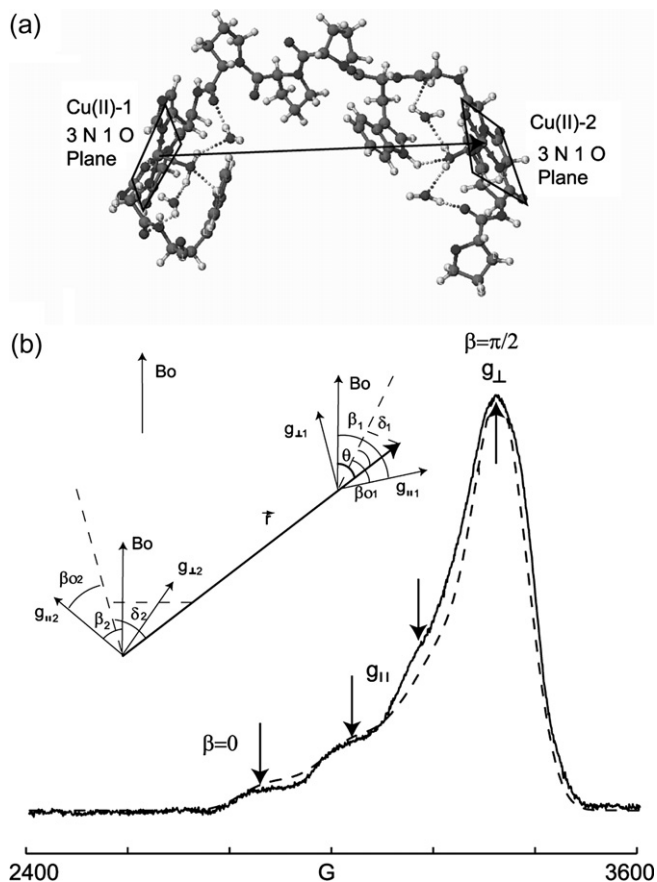 (a)
Cu(II)-1
3 N 1 O
Plane
Cu(II)-2
3 N 1 O
Plane
(b)
β=π/2
g⊥
Bo
Bo
g⊥1
β1
δ1
θ
βo1
g∥1
r⃗
Bo
g⊥2
βo2
g∥2
β2
δ2
g∥
β=0
2400
G
3600